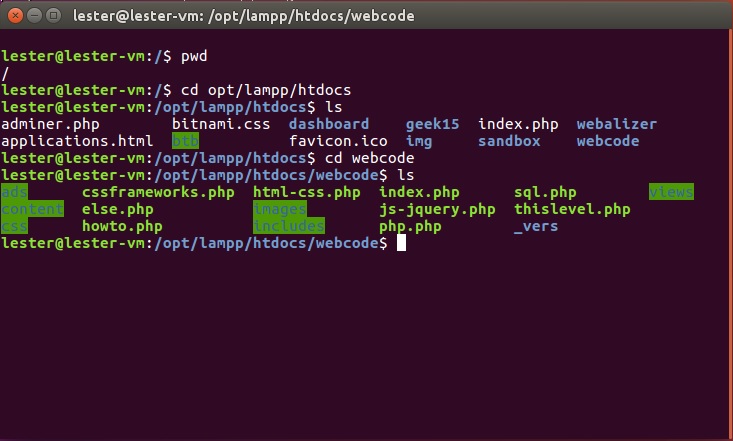 lester@lester-vm: /opt/lampp/htdocs/webcode
lester@lester-vm:/$ pwd
/
lester@lester-vm:/$ cd opt/lampp/htdocs
lester@lester-vm:/opt/lampp/htdocs$ ls
adminer.php bitnami.css dashboard geek15 index.php webalizer
applications.html btb favicon.ico img sandbox webcode
lester@lester-vm:/opt/lampp/htdocs$ cd webcode
lester@lester-vm:/opt/lampp/htdocs/webcode$ ls
ads cssframeworks.php html-css.php index.php sql.php views
content else.php images js-jquery.php thislevel.php
css howto.php includes php.php _vers
lester@lester-vm:/opt/lampp/htdocs/webcode$